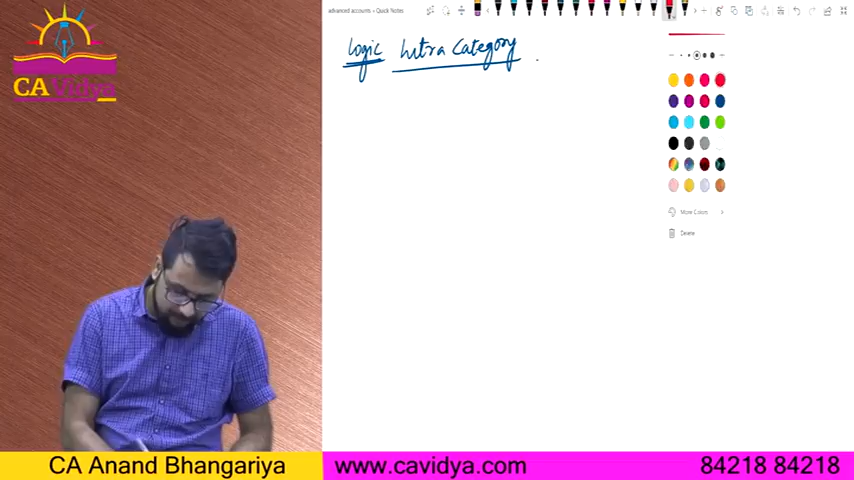 CA Vidya
advanced accounts • Quick Notes
Logic Intra Category
More Colors
Delete
CA Anand Bhangariya
www.cavidya.com
84218 84218